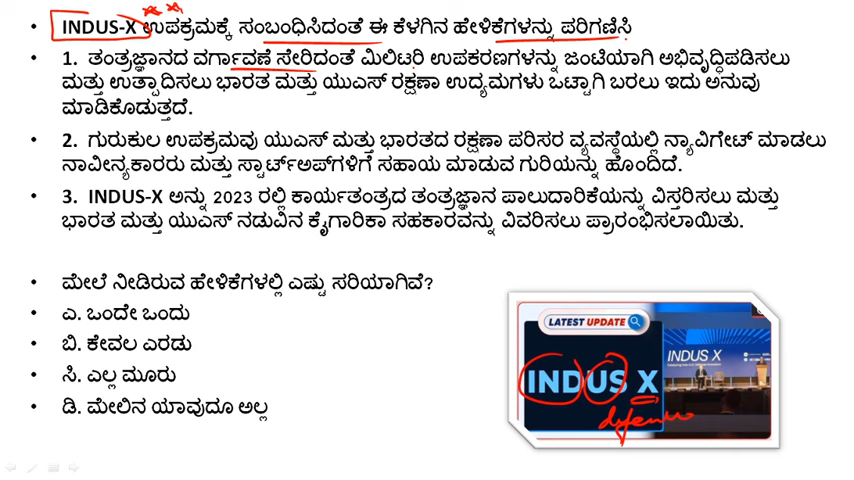 • INDUS-X ಉಪಕ್ರಮಕ್ಕೆ ಸಂಬಂಧಿಸಿದಂತೆ ಈ ಕೆಳಗಿನ ಹೇಳಿಕೆಗಳನ್ನು ಪರಿಗಣಿಸಿ
• 1. ತಂತ್ರಜ್ಞಾನದ ವರ್ಗಾವಣೆ ಸೇರಿದಂತೆ ಮಿಲಿಟರಿ ಉಪಕರಣಗಳನ್ನು ಜಂಟಿಯಾಗಿ ಅಭಿವೃದ್ಧಿಪಡಿಸಲು
ಮತ್ತು ಉತ್ಪಾದಿಸಲು ಭಾರತ ಮತ್ತು ಯುಎಸ್ ರಕ್ಷಣಾ ಉದ್ಯಮಗಳು ಒಟ್ಟಾಗಿ ಬರಲು ಇದು ಅನುವು
ಮಾಡಿಕೊಡುತ್ತದೆ.
• 2. ಗುರುಕುಲ ಉಪಕ್ರಮವು ಯುಎಸ್ ಮತ್ತು ಭಾರತದ ರಕ್ಷಣಾ ಪರಿಸರ ವ್ಯವಸ್ಥೆಯಲ್ಲಿ ನ್ಯಾವಿಗೇಟ್ ಮಾಡಲು
ನಾವೀನ್ಯಕಾರರು ಮತ್ತು ಸ್ಟಾರ್ಟ್ಅಪ್‌ಗಳಿಗೆ ಸಹಾಯ ಮಾಡುವ ಗುರಿಯನ್ನು ಹೊಂದಿದೆ.
• 3. INDUS-X ಅನ್ನು 2023 ರಲ್ಲಿ ಕಾರ್ಯತಂತ್ರದ ತಂತ್ರಜ್ಞಾನ ಪಾಲುದಾರಿಕೆಯನ್ನು ವಿಸ್ತರಿಸಲು ಮತ್ತು
ಭಾರತ ಮತ್ತು ಯುಎಸ್ ನಡುವಿನ ಕೈಗಾರಿಕಾ ಸಹಕಾರವನ್ನು ವಿವರಿಸಲು ಪ್ರಾರಂಭಿಸಲಾಯಿತು.
• ಮೇಲೆ ನೀಡಿರುವ ಹೇಳಿಕೆಗಳಲ್ಲಿ ಎಷ್ಟು ಸರಿಯಾಗಿವೆ?
• ಎ. ಒಂದೇ ಒಂದು
• ಬಿ. ಕೇವಲ ಎರಡು
• ಸಿ. ಎಲ್ಲ ಮೂರು
• ಡಿ. ಮೇಲಿನ ಯಾವುದೂ ಅಲ್ಲ
LATEST UPDATE
INDUS X
INDUS X